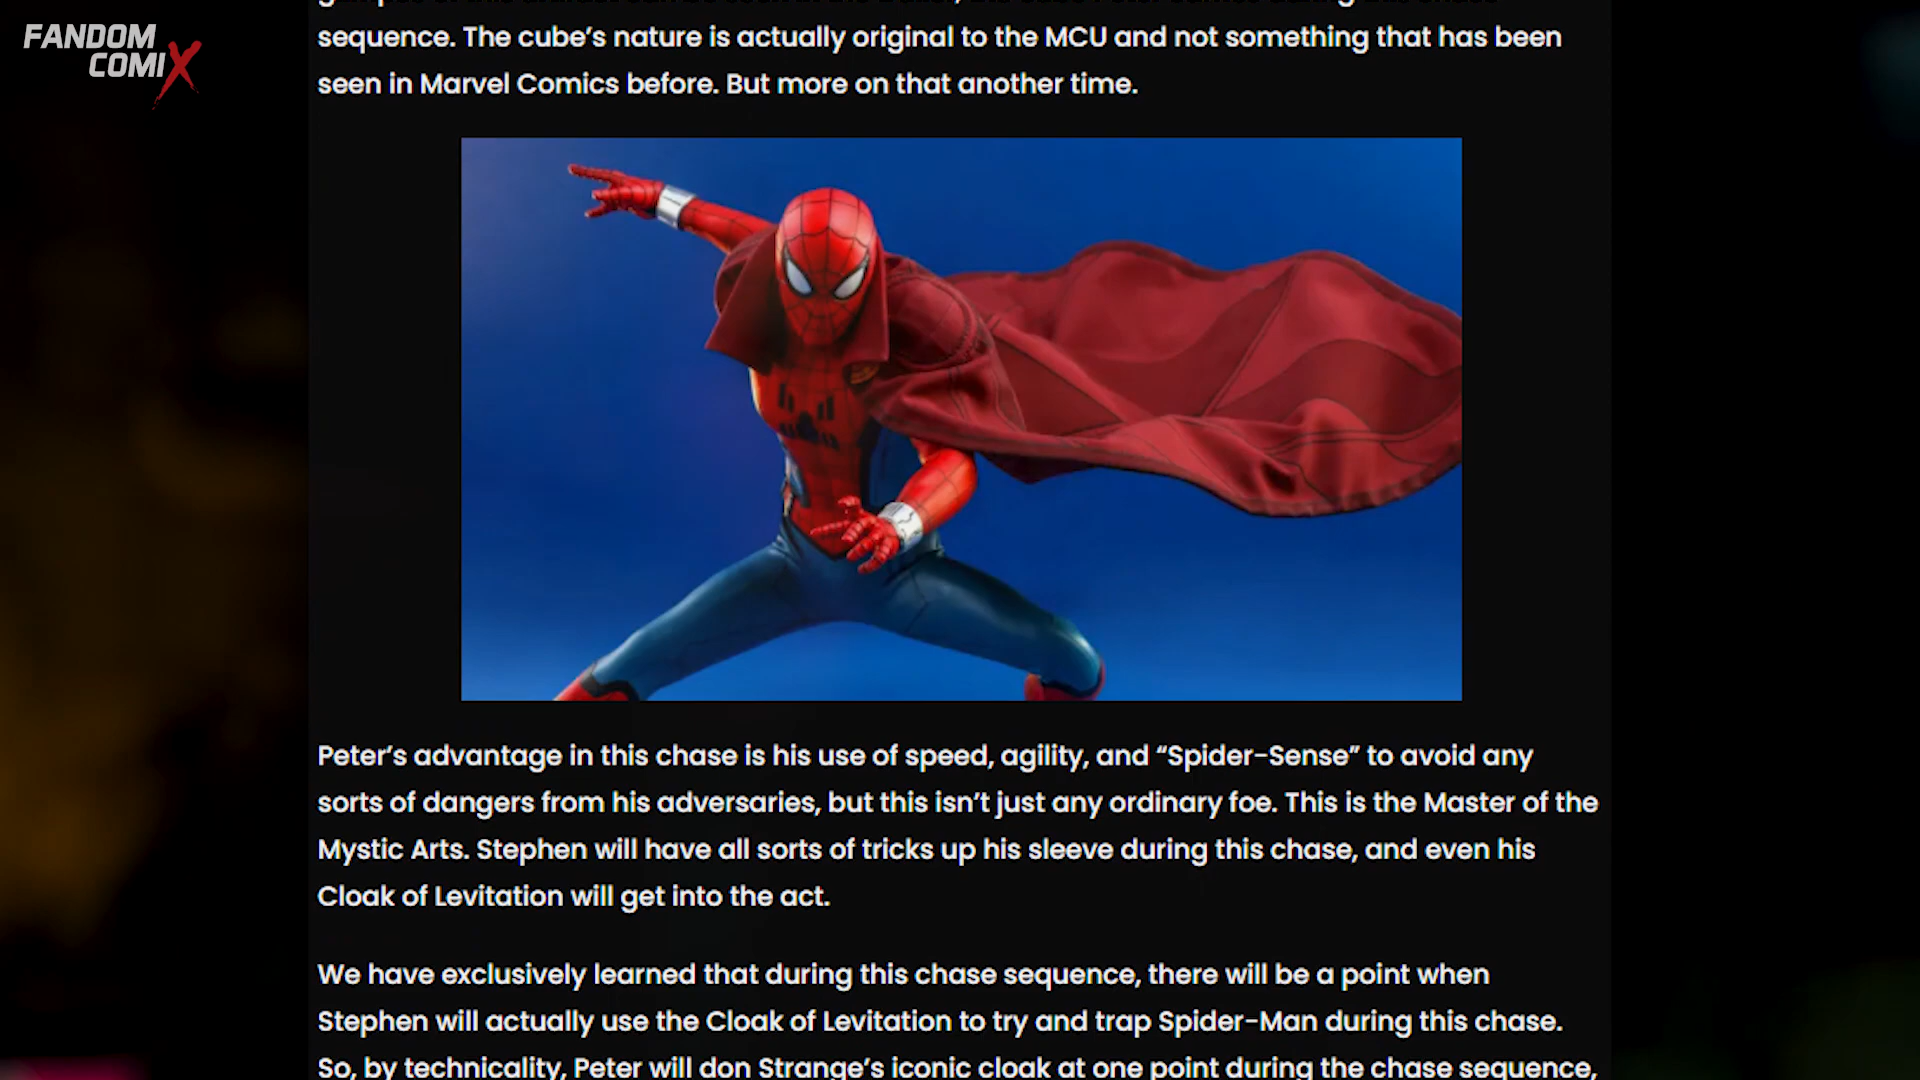 FANDOM
COMIX
sequence. The cube's nature is actually original to the MCU and not something that has been
seen in Marvel Comics before. But more on that another time.
Peter's advantage in this chase is his use of speed, agility, and “Spider-Sense” to avoid any
sorts of dangers from his adversaries, but this isn't just any ordinary foe. This is the Master of the
Mystic Arts. Stephen will have all sorts of tricks up his sleeve during this chase, and even his
Cloak of Levitation will get into the act.
We have exclusively learned that during this chase sequence, there will be a point when
Stephen will actually use the Cloak of Levitation to try and trap Spider-Man during this chase.
So, by technicality, Peter will don Strange's iconic cloak at one point during the chase sequence,